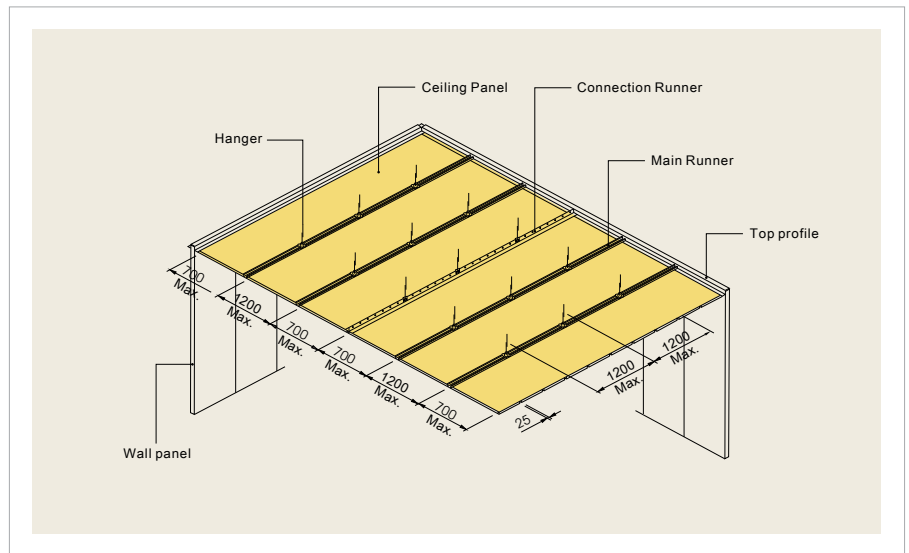 Ceiling Panel
Connection Runner
Hanger
Main Runner
Top profile
700
Max.
1200
Max.
700
Max.
700
Max.
1200
Max.
700
Max.
25
1200
Max.
1200
Max.
Wall panel